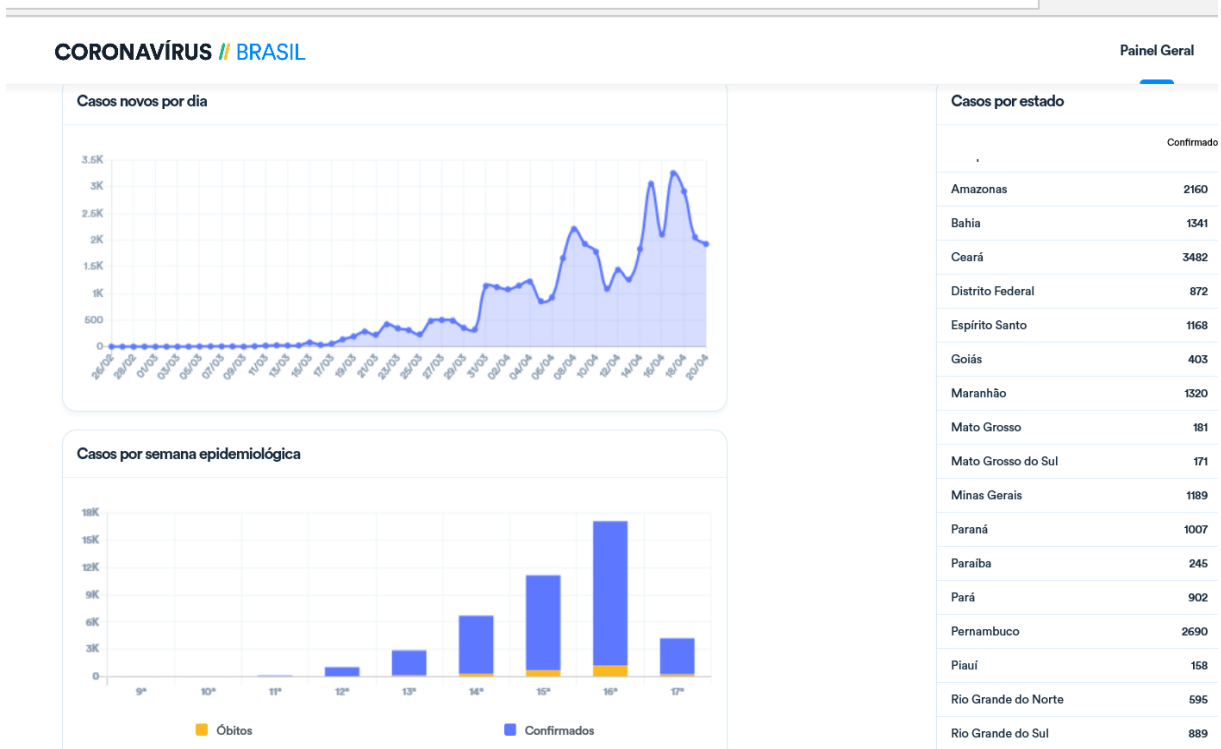 CORONAVÍRUS // BRASIL
Painel Geral
Casos novos por dia
3.5K
3K
2.5K
2K
1.5K
1K
500
0
26/02 28/02 01/03 03/03 05/03 07/03 09/03 11/03 13/03 15/03 17/03 19/03 21/03 23/03 25/03 27/03 29/03 31/03 02/04 04/04 06/04 08/04 10/04 12/04 14/04 16/04 18/04 20/04
Casos por semana epidemiológica
18K
15K
12K
9K
6K
3K
0
9ª 10ª 11ª 12ª 13ª 14ª 15ª 16ª 17ª
Óbitos Confirmados
Casos por estado
Confirmado
Amazonas 2160
Bahia 1341
Ceará 3482
Distrito Federal 872
Espírito Santo 1168
Goiás 403
Maranhão 1320
Mato Grosso 181
Mato Grosso do Sul 171
Minas Gerais 1189
Paraná 1007
Paraíba 245
Pará 902
Pernambuco 2690
Piauí 158
Rio Grande do Norte 595
Rio Grande do Sul 889